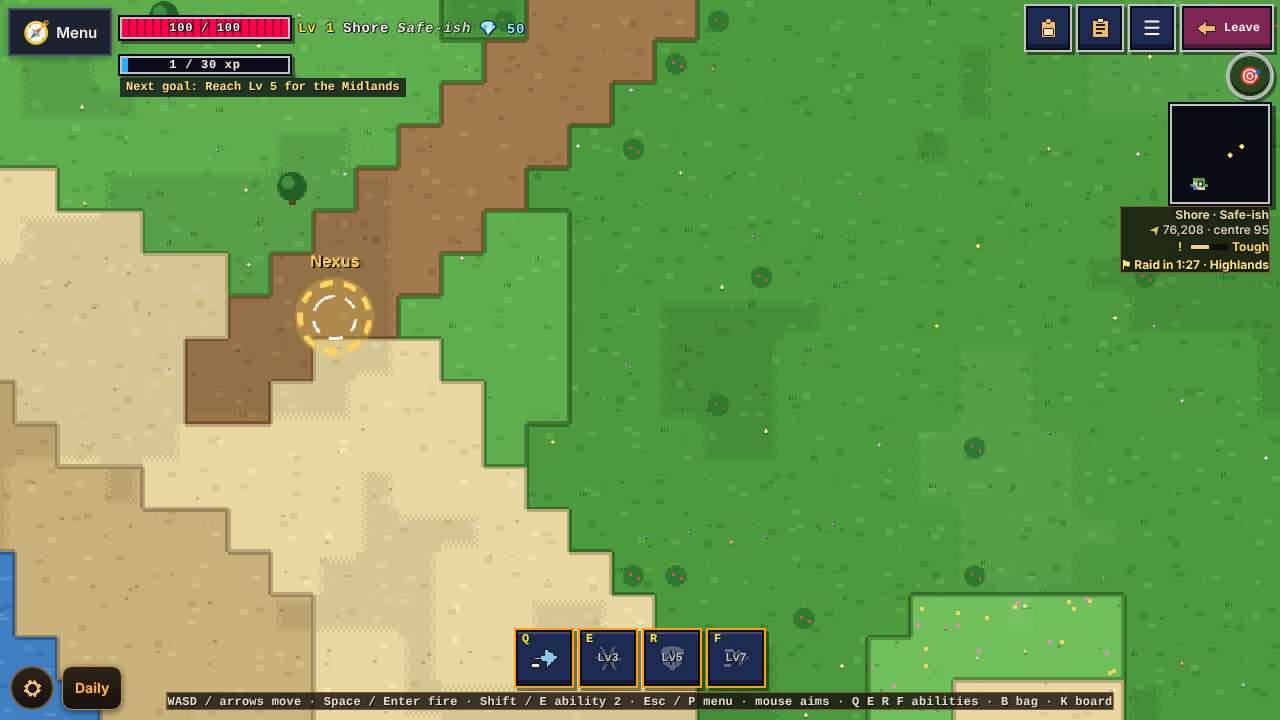 Menu
100 / 100
Lv 1 Shore Safe-ish 50
1 / 30 xp
Next goal: Reach Lv 5 for the Midlands
Leave
Shore · Safe-ish
76,208 · centre 95
! Tough
Raid in 1:27 · Highlands
Nexus
Q
E
R
F
Lv3
Lv5
Lv7
Daily
WASD / arrows move · Space / Enter fire · Shift / E ability 2 · Esc / P menu · mouse aims · Q E R F abilities · B bag · K board